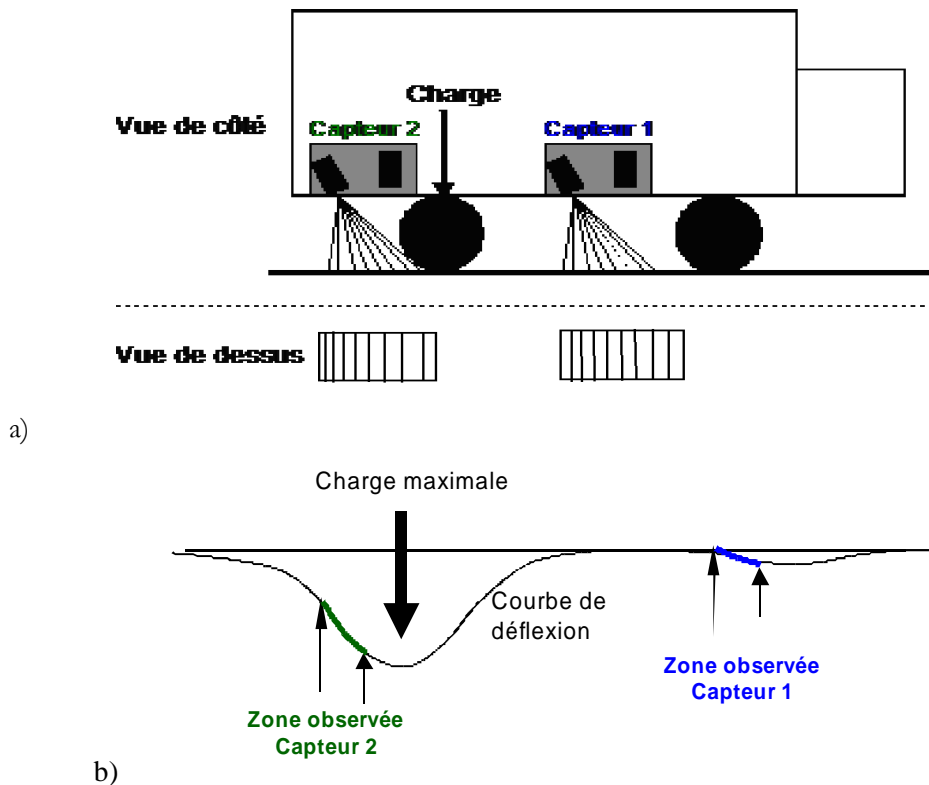 Charge
Vue de côté
Capteur 2
Capteur 1
Vue de dessus
a)
Charge maximale
Courbe de
déflexion
Zone observée
Capteur 1
Zone observée
Capteur 2
b)